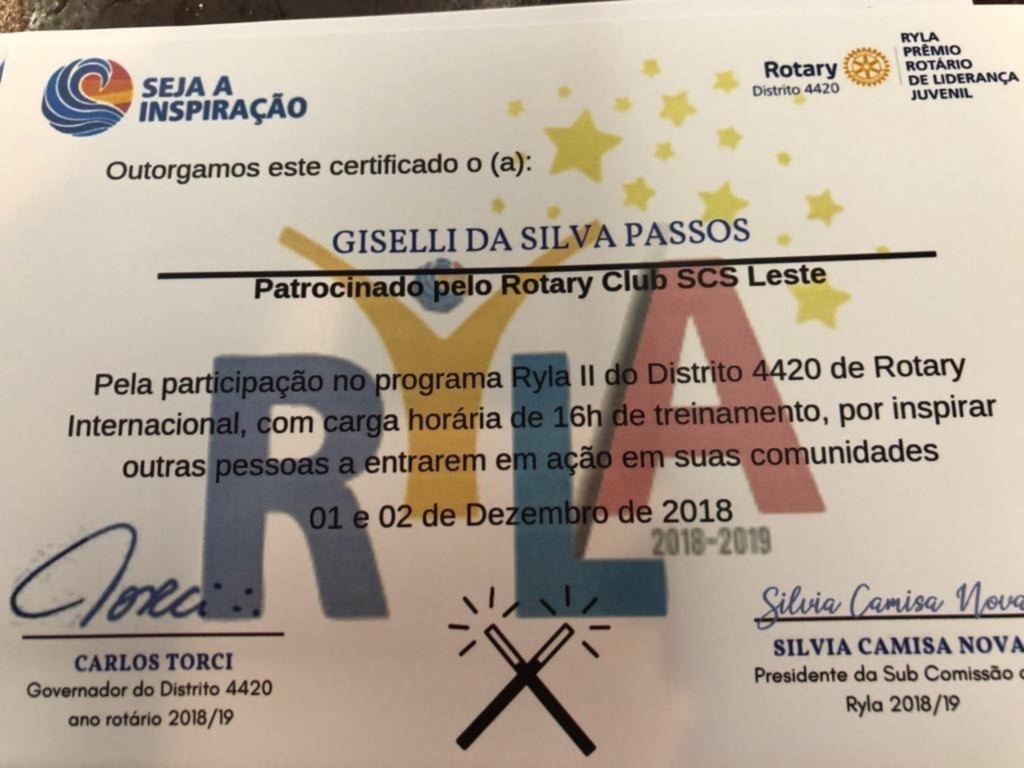 SEJA A
INSPIRAÇÃO
Rotary
Distrito 4420
RYLA
PRÊMIO
ROTÁRIO
DE LIDERANÇA
JUVENIL
Outorgamos este certificado o (a):
GISELLI DA SILVA PASSOS
Patrocinado pelo Rotary Club SCS Leste
RYLA
Pela participação no programa Ryla II do Distrito 4420 de Rotary
Internacional, com carga horária de 16h de treinamento, por inspirar
outras pessoas a entrarem em ação em suas comunidades
01 e 02 de Dezembro de 2018
2018-2019
Torci
CARLOS TORCI
Governador do Distrito 4420
ano rotário 2018/19
Silvia Camisa Nova
SILVIA CAMISA NOVA
Presidente da Sub Comissão
Ryla 2018/19